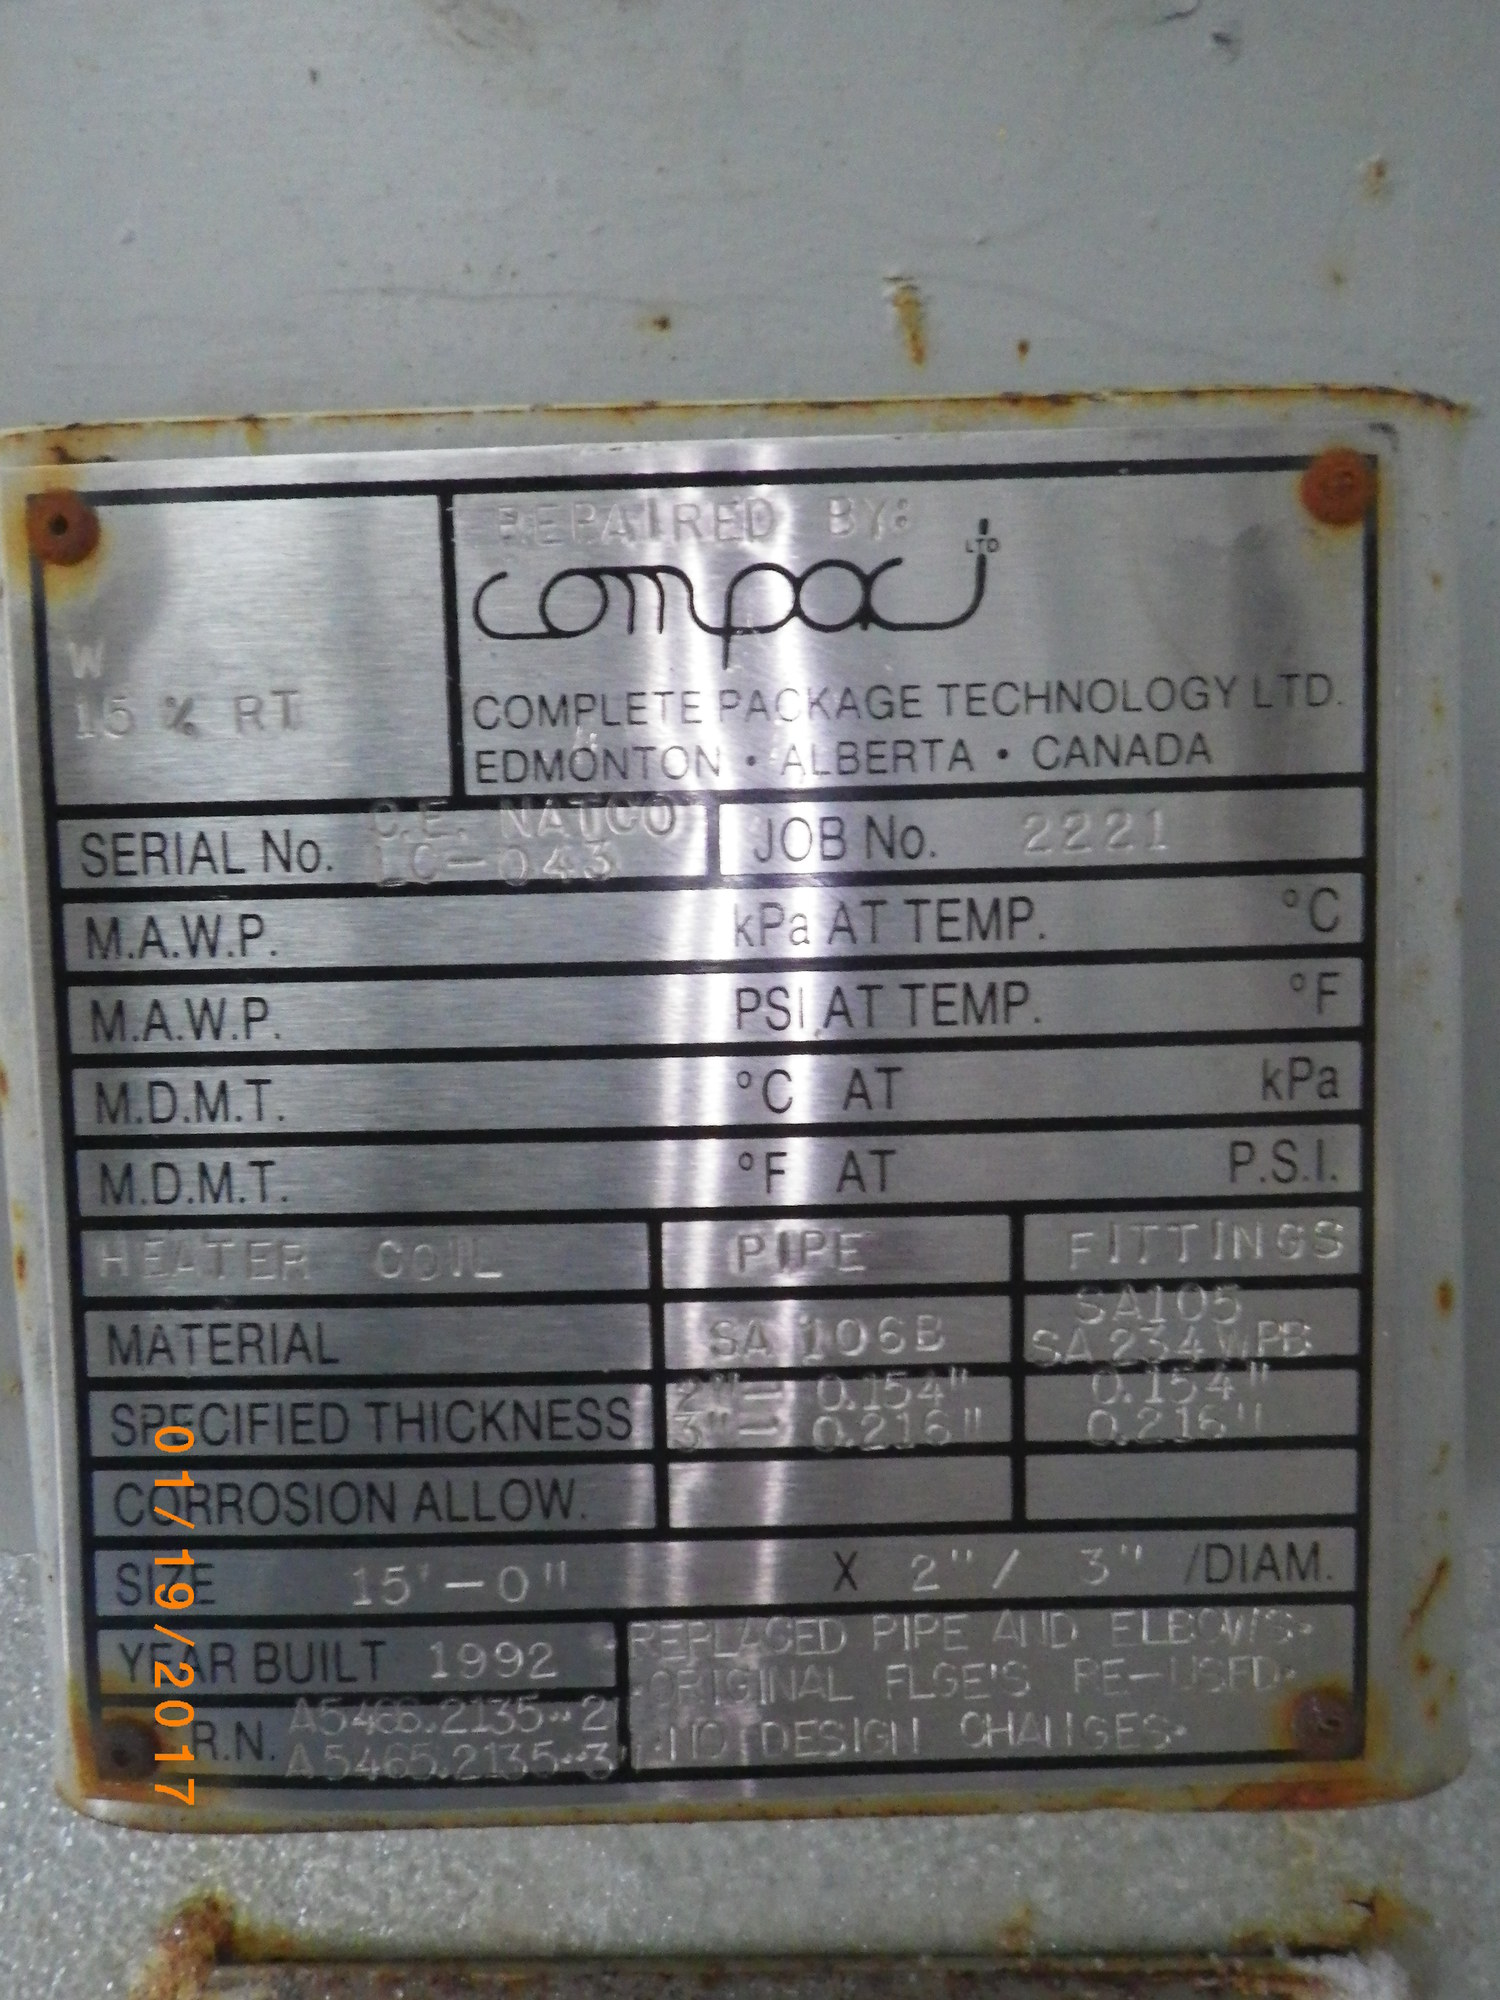 REPAIRED BY:
compact LTD
W
15 % RT
COMPLETE PACKAGE TECHNOLOGY LTD.
EDMONTON • ALBERTA • CANADA
SERIAL No. C.E. NATCO
LC-043
JOB No. 2221
M.A.W.P. kPa AT TEMP. °C
M.A.W.P. PSI AT TEMP. °F
M.D.M.T. °C AT kPa
M.D.M.T. °F AT P.S.I.
HEATER COIL PIPE FITTINGS
MATERIAL SA 106B SA105
SA 234 WPB
SPECIFIED THICKNESS 2"- 0.154" 0.154"
3"- 0.216" 0.216"
CORROSION ALLOW.
SIZE 15'-0" X 2" / 3" /DIAM.
YEAR BUILT 1992
R.N. A5466.2135-2
A5465.2135-3
REPLACED PIPE AND ELBOWS.
ORIGINAL FLGE'S RE-USED.
NO DESIGN CHANGES.
01/19/2017